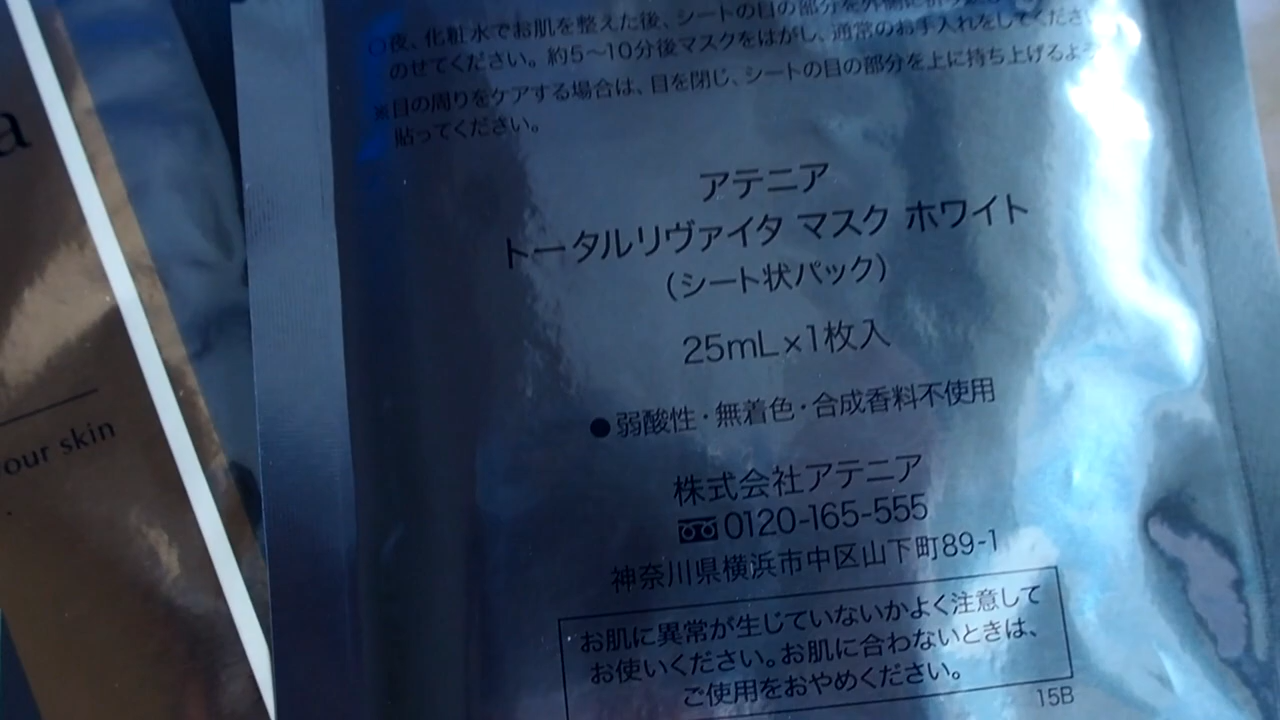 a
our skin
○夜、化粧水でお肌を整えた後、シートの目の部分を外側に折り
のせてください。約5～10分後マスクをはがし、通常のお手入れをしてくださ
※目の周りをケアする場合は、目を閉じ、シートの目の部分を上に持ち上げるよ
貼ってください。
アテニア
トータルリヴァイタ マスク ホワイト
(シート状パック)
25mL×1枚入
●弱酸性・無着色・合成香料不使用
株式会社アテニア
0120-165-555
神奈川県横浜市中区山下町89-1
お肌に異常が生じていないかよく注意して
お使いください。お肌に合わないときは、
ご使用をおやめください。
15B